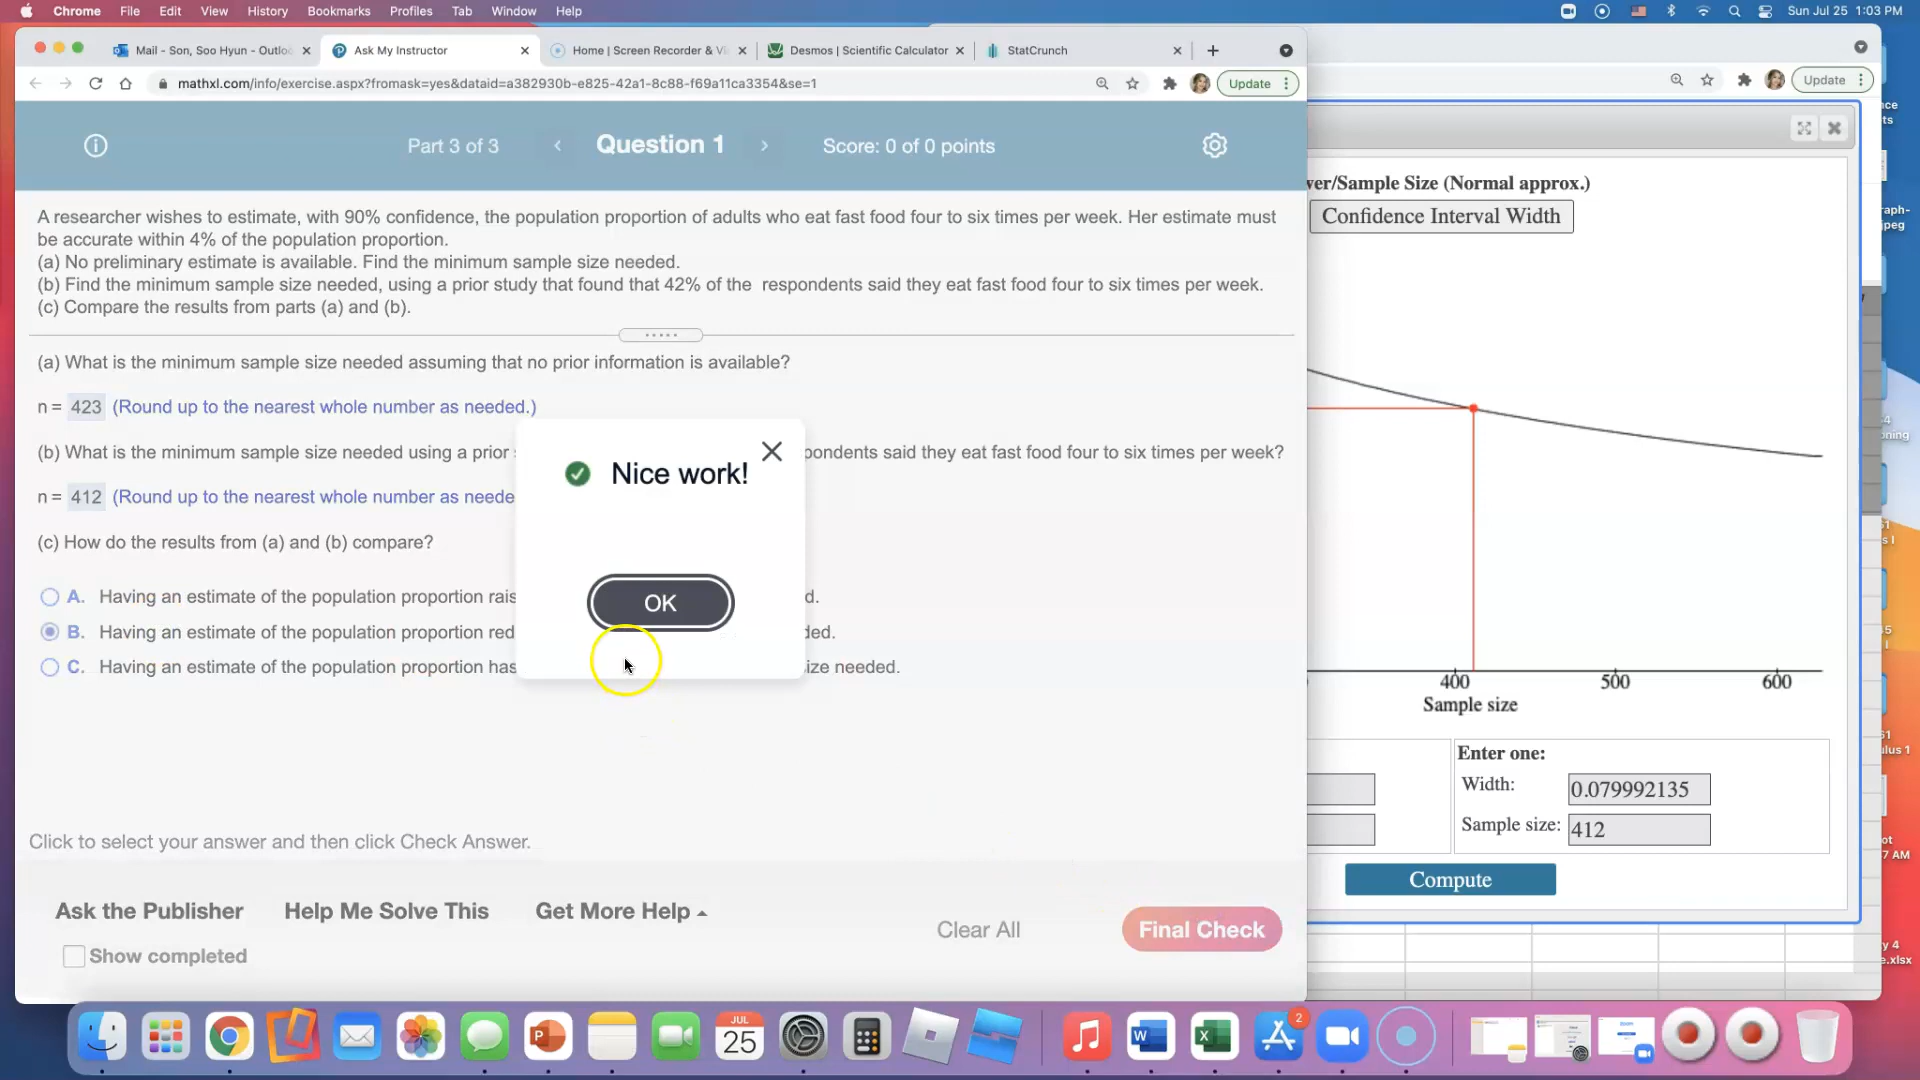 Chrome File Edit View History Bookmarks Profiles Tab Window Help Sun Jul 25 1:03 PM
Mail - Son, Soo Hyun - Outlo Ask My Instructor Home | Screen Recorder & Vi Desmos | Scientific Calculator StatCrunch
mathxl.com/info/exercise.aspx?fromask=yes&dataid=a382930b-e825-42a1-8c88-f69a11ca3354&se=1 Update Update
Part 3 of 3 Question 1 Score: 0 of 0 points
A researcher wishes to estimate, with 90% confidence, the population proportion of adults who eat fast food four to six times per week. Her estimate must
be accurate within 4% of the population proportion.
(a) No preliminary estimate is available. Find the minimum sample size needed.
(b) Find the minimum sample size needed, using a prior study that found that 42% of the respondents said they eat fast food four to six times per week.
(c) Compare the results from parts (a) and (b).
(a) What is the minimum sample size needed assuming that no prior information is available?
n = 423 (Round up to the nearest whole number as needed.)
(b) What is the minimum sample size needed using a prior
pondents said they eat fast food four to six times per week?
n = 412 (Round up to the nearest whole number as neede
(c) How do the results from (a) and (b) compare?
A. Having an estimate of the population proportion rais
d.
B. Having an estimate of the population proportion red
ded.
C. Having an estimate of the population proportion has
ize needed.
Nice work!
OK
Click to select your answer and then click Check Answer.
Ask the Publisher Help Me Solve This Get More Help
Clear All Final Check
Show completed
ver/Sample Size (Normal approx.)
Confidence Interval Width
400 500 600
Sample size
Enter one:
Width: 0.079992135
Sample size: 412
Compute
nce
ts
raph-
jpeg
ning
s I
lus 1
ot
7 AM
y 4
e.xlsx
JUL
25
2